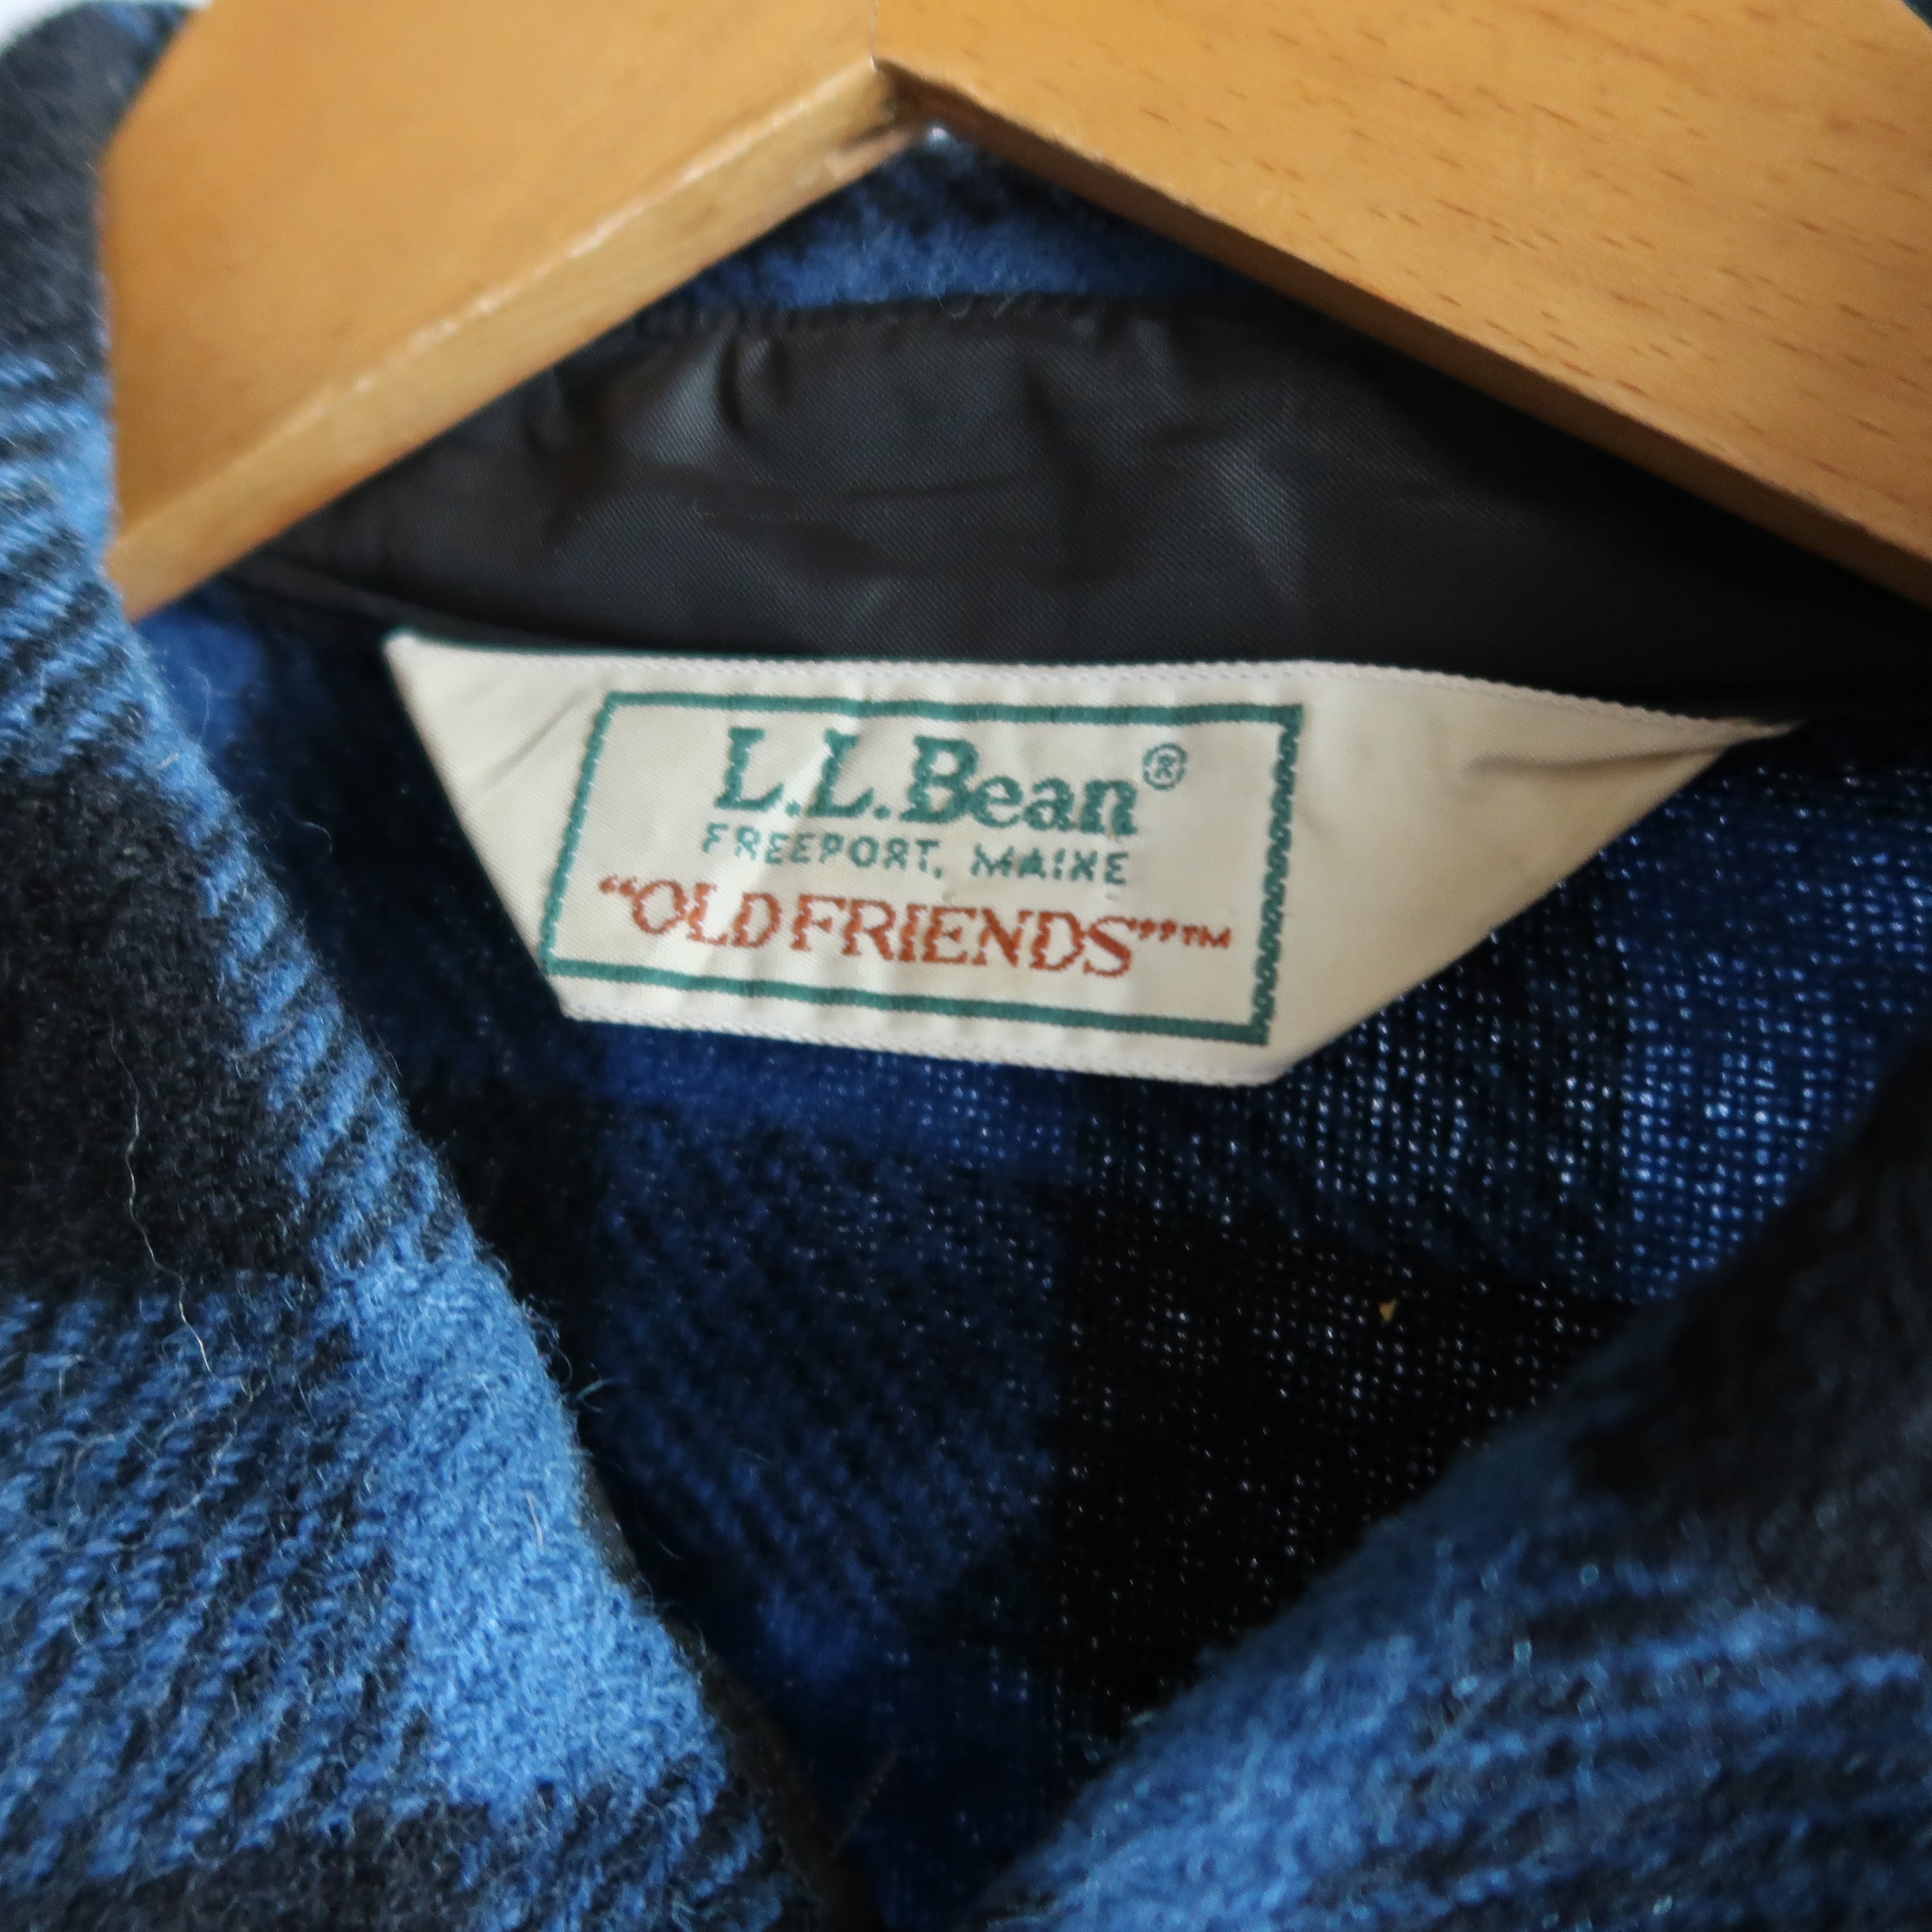 L.L.Bean®
FREEPORT, MAINE
“OLD FRIENDS”™